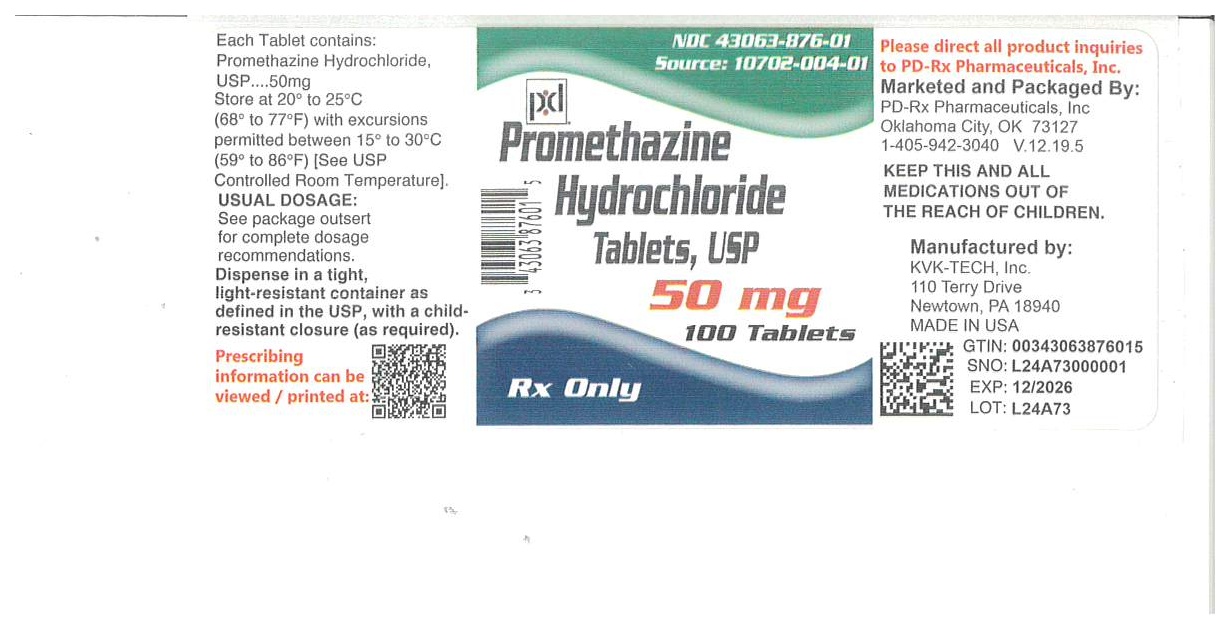 Each Tablet contains:
Promethazine Hydrochloride,
USP....50mg
Store at 20° to 25°C
(68° to 77°F) with excursions
permitted between 15° to 30°C
(59° to 86°F) [See USP
Controlled Room Temperature].
USUAL DOSAGE:
See package outsert
for complete dosage
recommendations.
Dispense in a tight,
light-resistant container as
defined in the USP, with a child-
resistant closure (as required).
Prescribing
information can be
viewed / printed at:
NDC 43063-876-01
Source: 10702-004-01
pxd
Promethazine
Hydrochloride
Tablets, USP
50 mg
100 Tablets
3 43063 87601 5
Rx Only
Please direct all product inquiries
to PD-Rx Pharmaceuticals, Inc.
Marketed and Packaged By:
PD-Rx Pharmaceuticals, Inc
Oklahoma City, OK 73127
1-405-942-3040 V.12.19.5
KEEP THIS AND ALL
MEDICATIONS OUT OF
THE REACH OF CHILDREN.
Manufactured by:
KVK-TECH, Inc.
110 Terry Drive
Newtown, PA 18940
MADE IN USA
GTIN: 00343063876015
SNO: L24A73000001
EXP: 12/2026
LOT: L24A73